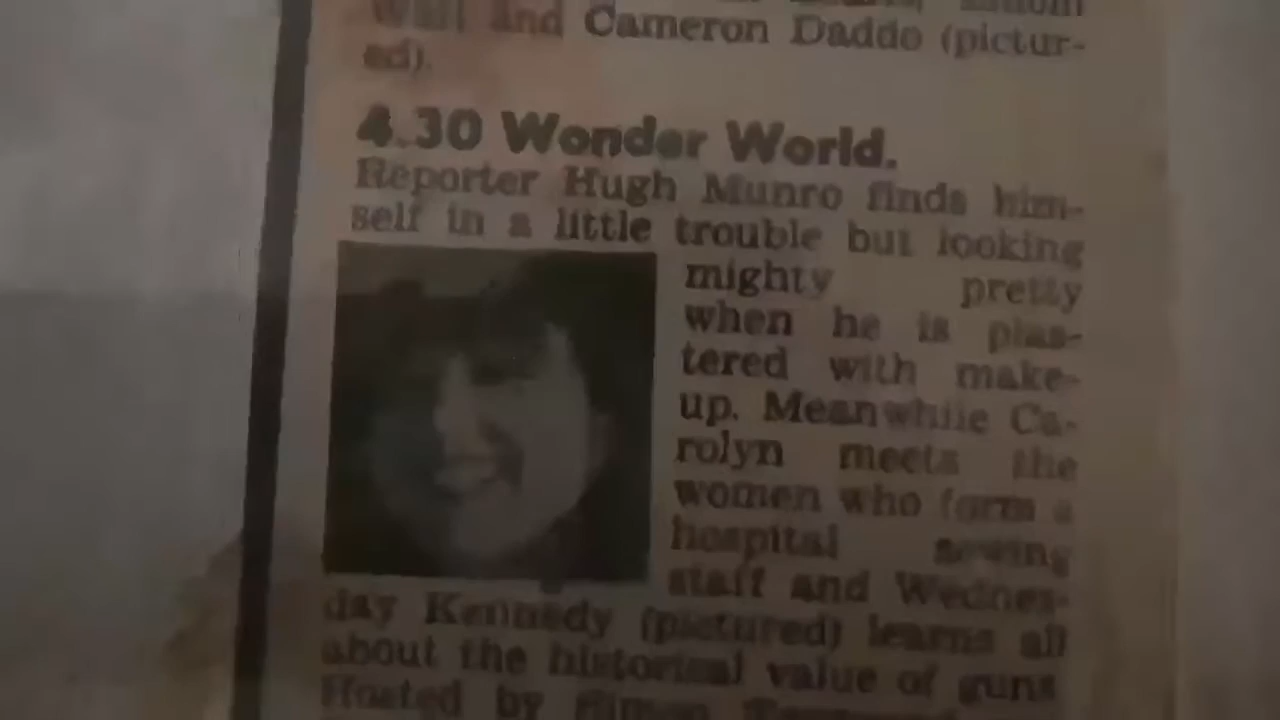 Wall and Cameron Daddo (pictur-
ed).
4.30 Wonder World.
Reporter Hugh Munro finds him-
self in a little trouble but looking
mighty pretty
when he is plas-
tered with make-
up. Meanwhile Ca-
rolyn meets the
women who form a
hospital sewing
staff and Wednes-
day Kennedy (pictured) learns all
about the historical value of guns
Hosted by Simon